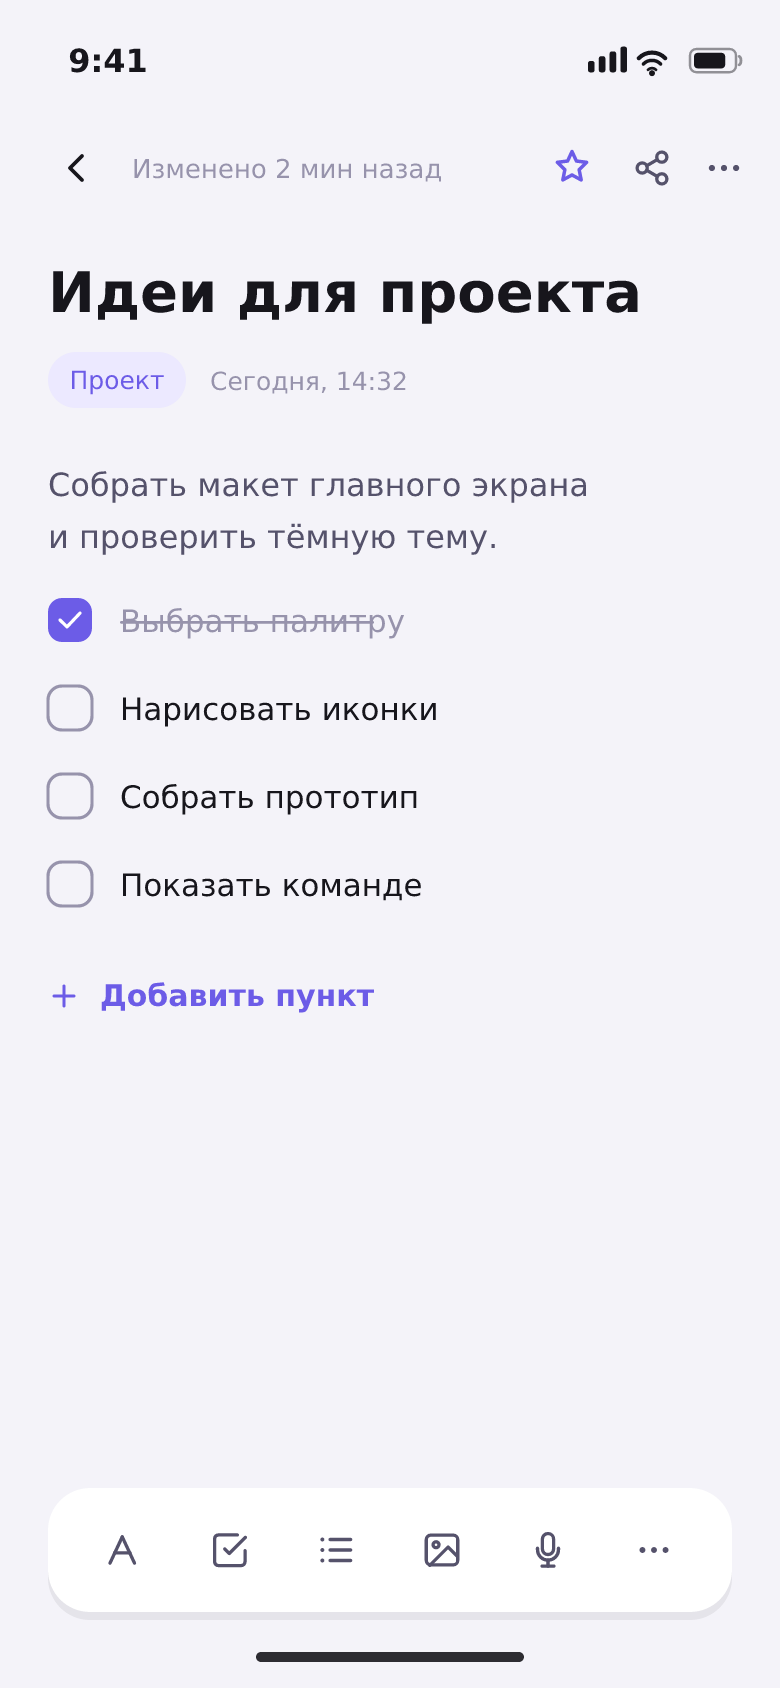 9:41
Изменено 2 мин назад
Идеи для проекта
Проект
Сегодня, 14:32
Собрать макет главного экрана
и проверить тёмную тему.
Выбрать палитру
Нарисовать иконки
Собрать прототип
Показать команде
+ Добавить пункт